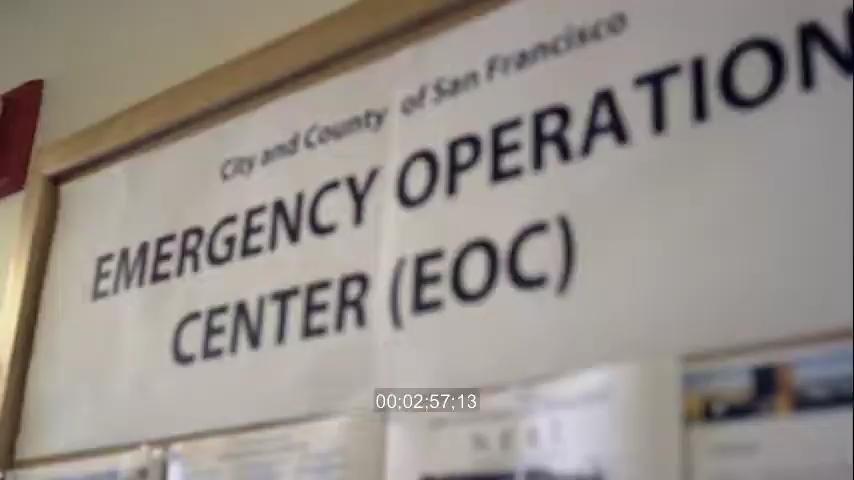 City and County of San Francisco
EMERGENCY OPERATION
CENTER (EOC)
00;02;57;13